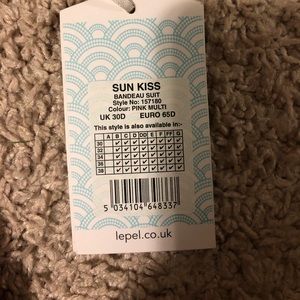 SUN KISS
BANDEAU SUIT
Style No: 157180
Colour: PINK MULTI
UK 30D EURO 65D
This style is also available in:-
A B C D DD E F FF G
30 ✓ ✓ ✓ ✓ ✓ ✓ ✓ ✓
32 ✓ ✓ ✓ ✓ ✓ ✓ ✓ ✓
34 ✓ ✓ ✓ ✓ ✓ ✓ ✓ ✓
36 ✓ ✓ ✓ ✓ ✓ ✓ ✓ ✓
38 ✓ ✓ ✓ ✓ ✓ ✓ ✓
5 034104 648337
lepel.co.uk